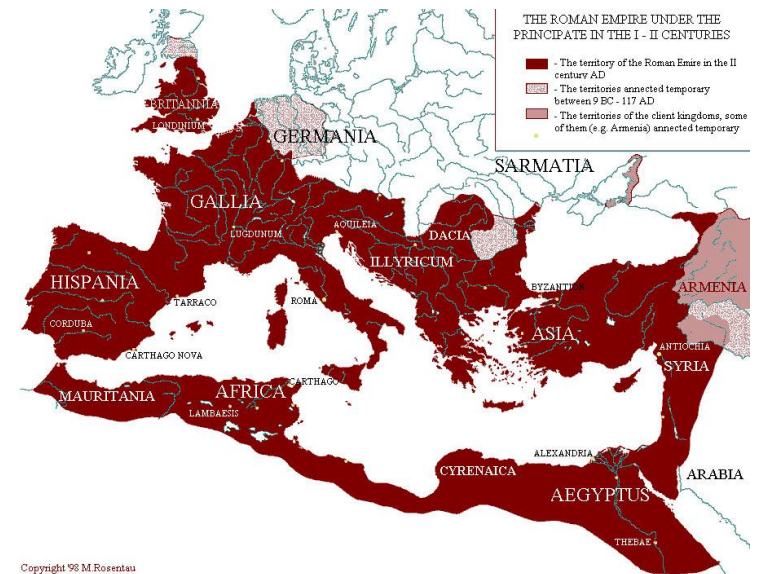 THE ROMAN EMPIRE UNDER THE
PRINCIPATE IN THE I - II CENTURIES
- The territory of the Roman Emire in the II
century AD
- The territories annected temporary
between 9 BC - 117 AD
- The territories of the client kingdoms, some
of them (e.g. Armenia) annected temporary
BRITANNIA
LONDINIUM
GERMANIA
SARMATIA
GALLIA
LUGDUNUM
AQUILEIA
DACIA
ILLYRICUM
HISPANIA
TARRACO
ROMA
BYZANTIUM
ARMENIA
CORDUBA
ASIA
CARTHAGO NOVA
ANTIOCHIA
SYRIA
MAURITANIA
AFRICA
CARTHAGO
LAMBAESIS
ALEXANDRIA
CYRENAICA
ARABIA
AEGYPTUS
THEBAE
Copyright '98 M.Rosentau